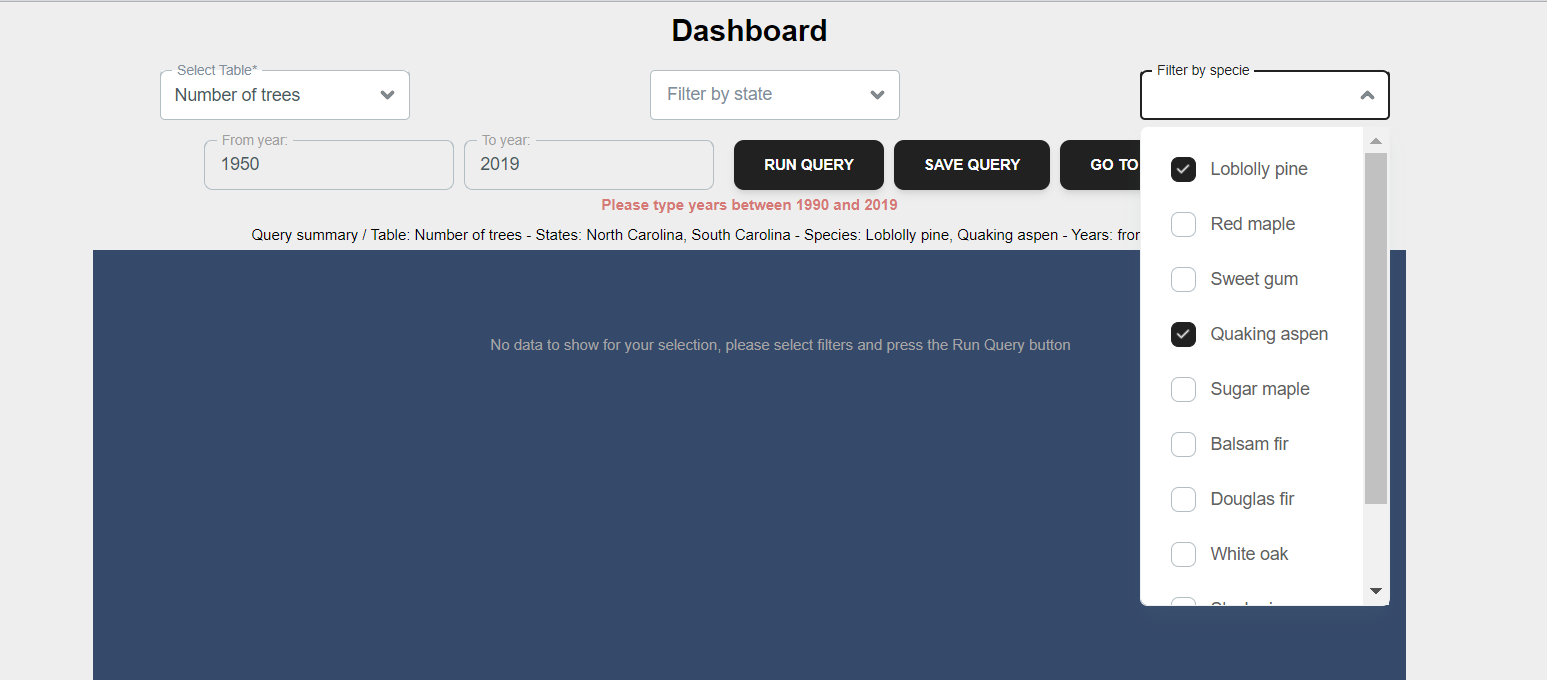 Dashboard
Select Table*
Number of trees
Filter by state
Filter by specie
From year:
1950
To year:
2019
RUN QUERY
SAVE QUERY
GO TO
Please type years between 1990 and 2019
Query summary / Table: Number of trees - States: North Carolina, South Carolina - Species: Loblolly pine, Quaking aspen - Years:
No data to show for your selection, please select filters and press the Run Query button
Loblolly pine
Red maple
Sweet gum
Quaking aspen
Sugar maple
Balsam fir
Douglas fir
White oak